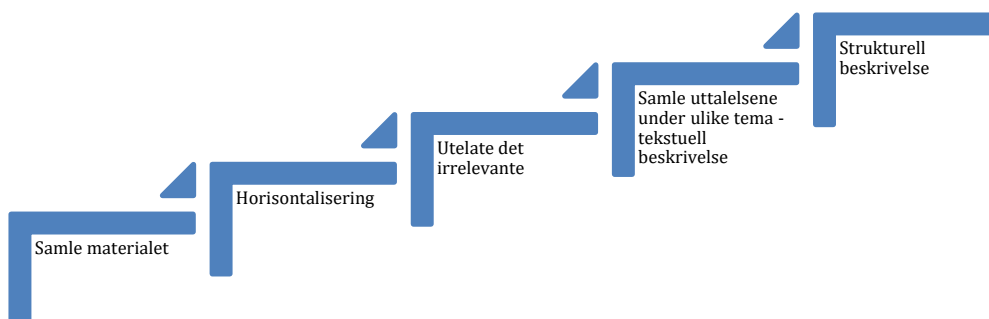 Samle materialet
Horisontalisering
Utelate det
irrelevante
Samle uttalelsene
under ulike tema -
tekstuell
beskrivelse
Strukturell
beskrivelse